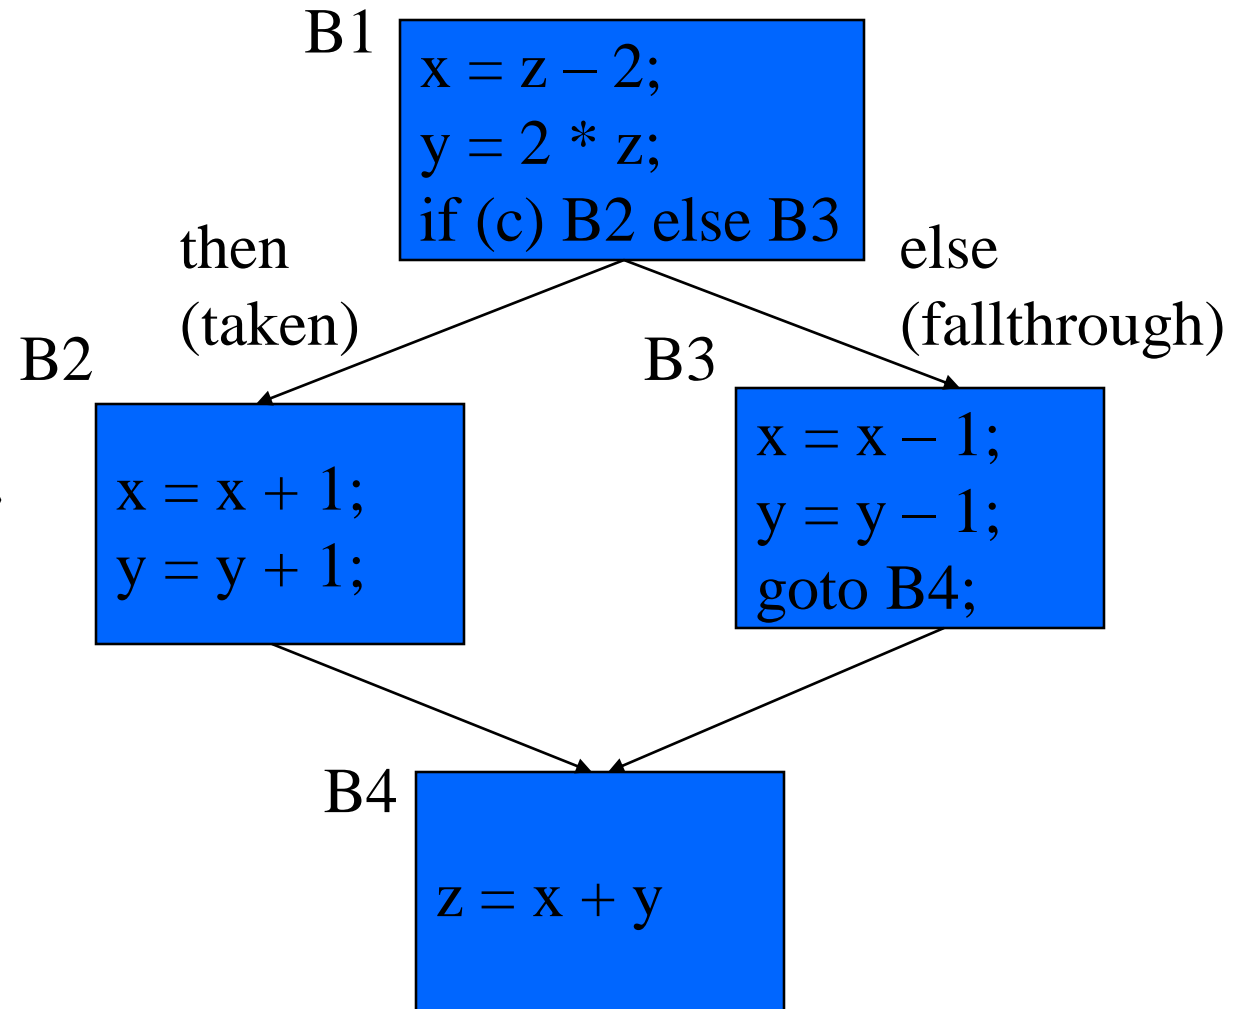 B1
x = z – 2;
y = 2 * z;
if (c) B2 else B3
then
(taken)
else
(fallthrough)
B2
x = x + 1;
y = y + 1;
B3
x = x – 1;
y = y – 1;
goto B4;
B4
z = x + y